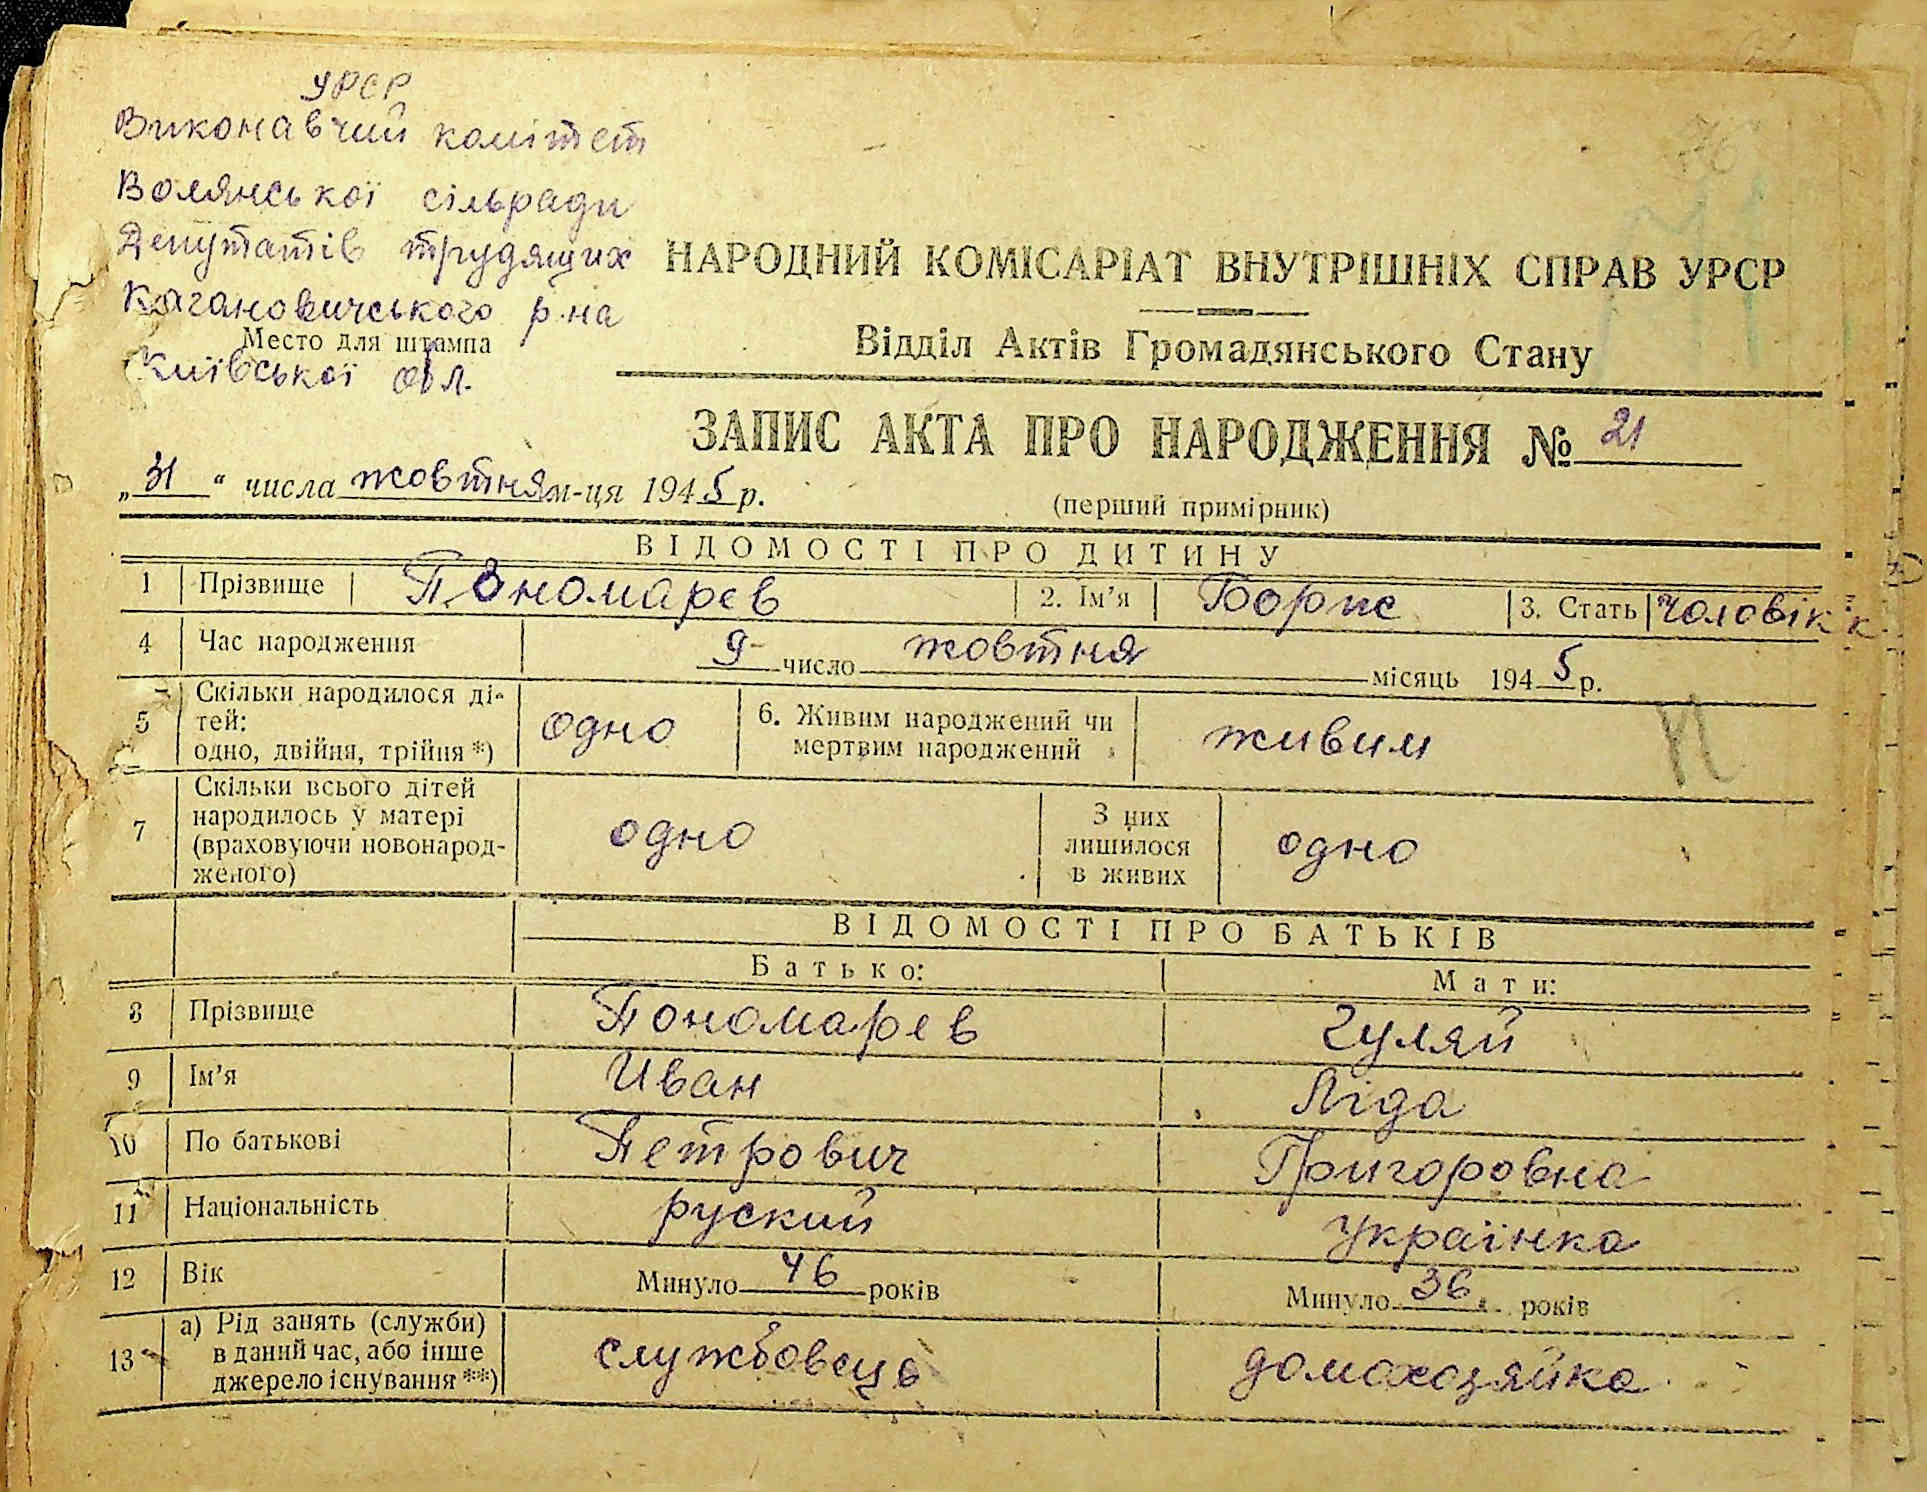 УРСР
Виконавчий комітет
Волянської сільради
Депутатів трудящих
Кагановичського р-на
Место для штампа
Київської обл.
НАРОДНИЙ КОМІСАРІАТ ВНУТРІШНІХ СПРАВ УРСР
Відділ Актів Громадянського Стану
ЗАПИС АКТА ПРО НАРОДЖЕННЯ № 21
„31“ числа жовтня м-ця 1945 р.
(перший примірник)
ВІДОМОСТІ ПРО ДИТИНУ
1 Прізвище Пономарев 2. Ім’я Борис 3. Стать чоловік
4 Час народження 9 число жовтня місяць 1945 р.
5 Скільки народилося ді-
тей:
одно, двійня, трійня *) одно 6. Живим народжений чи
мертвим народжений живим
П
7 Скільки всього дітей
народилось у матері
(враховуючи новонарод-
женого) одно З них
лишилося
в живих одно
ВІДОМОСТІ ПРО БАТЬКІВ
Батько: Мати:
8 Прізвище Пономарев Гуляй
9 Ім’я Иван Ліда
10 По батькові Петрович Григоровна
11 Національність руский українка
12 Вік Минуло 46 років Минуло 36 років
13 а) Рід занять (служби)
в даний час, або інше
джерело існування **) службовець домохозяйка